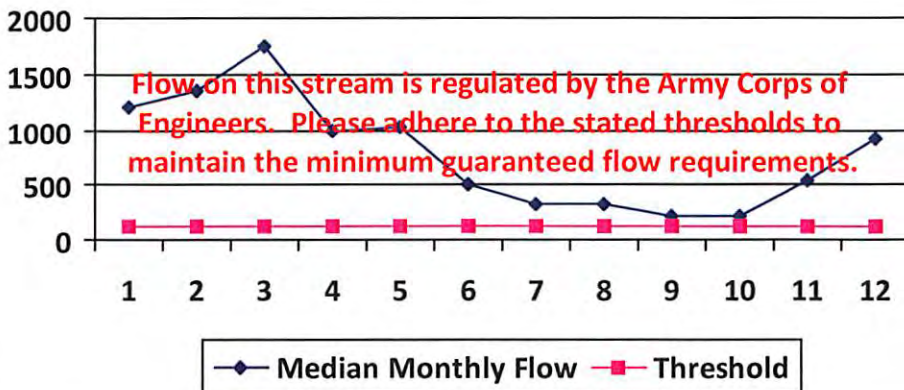 2000
1500
1000
500
0
Flow on this stream is regulated by the Army Corps of
Engineers. Please adhere to the stated thresholds to
maintain the minimum guaranteed flow requirements.
1 2 3 4 5 6 7 8 9 10 11 12
Median Monthly Flow Threshold